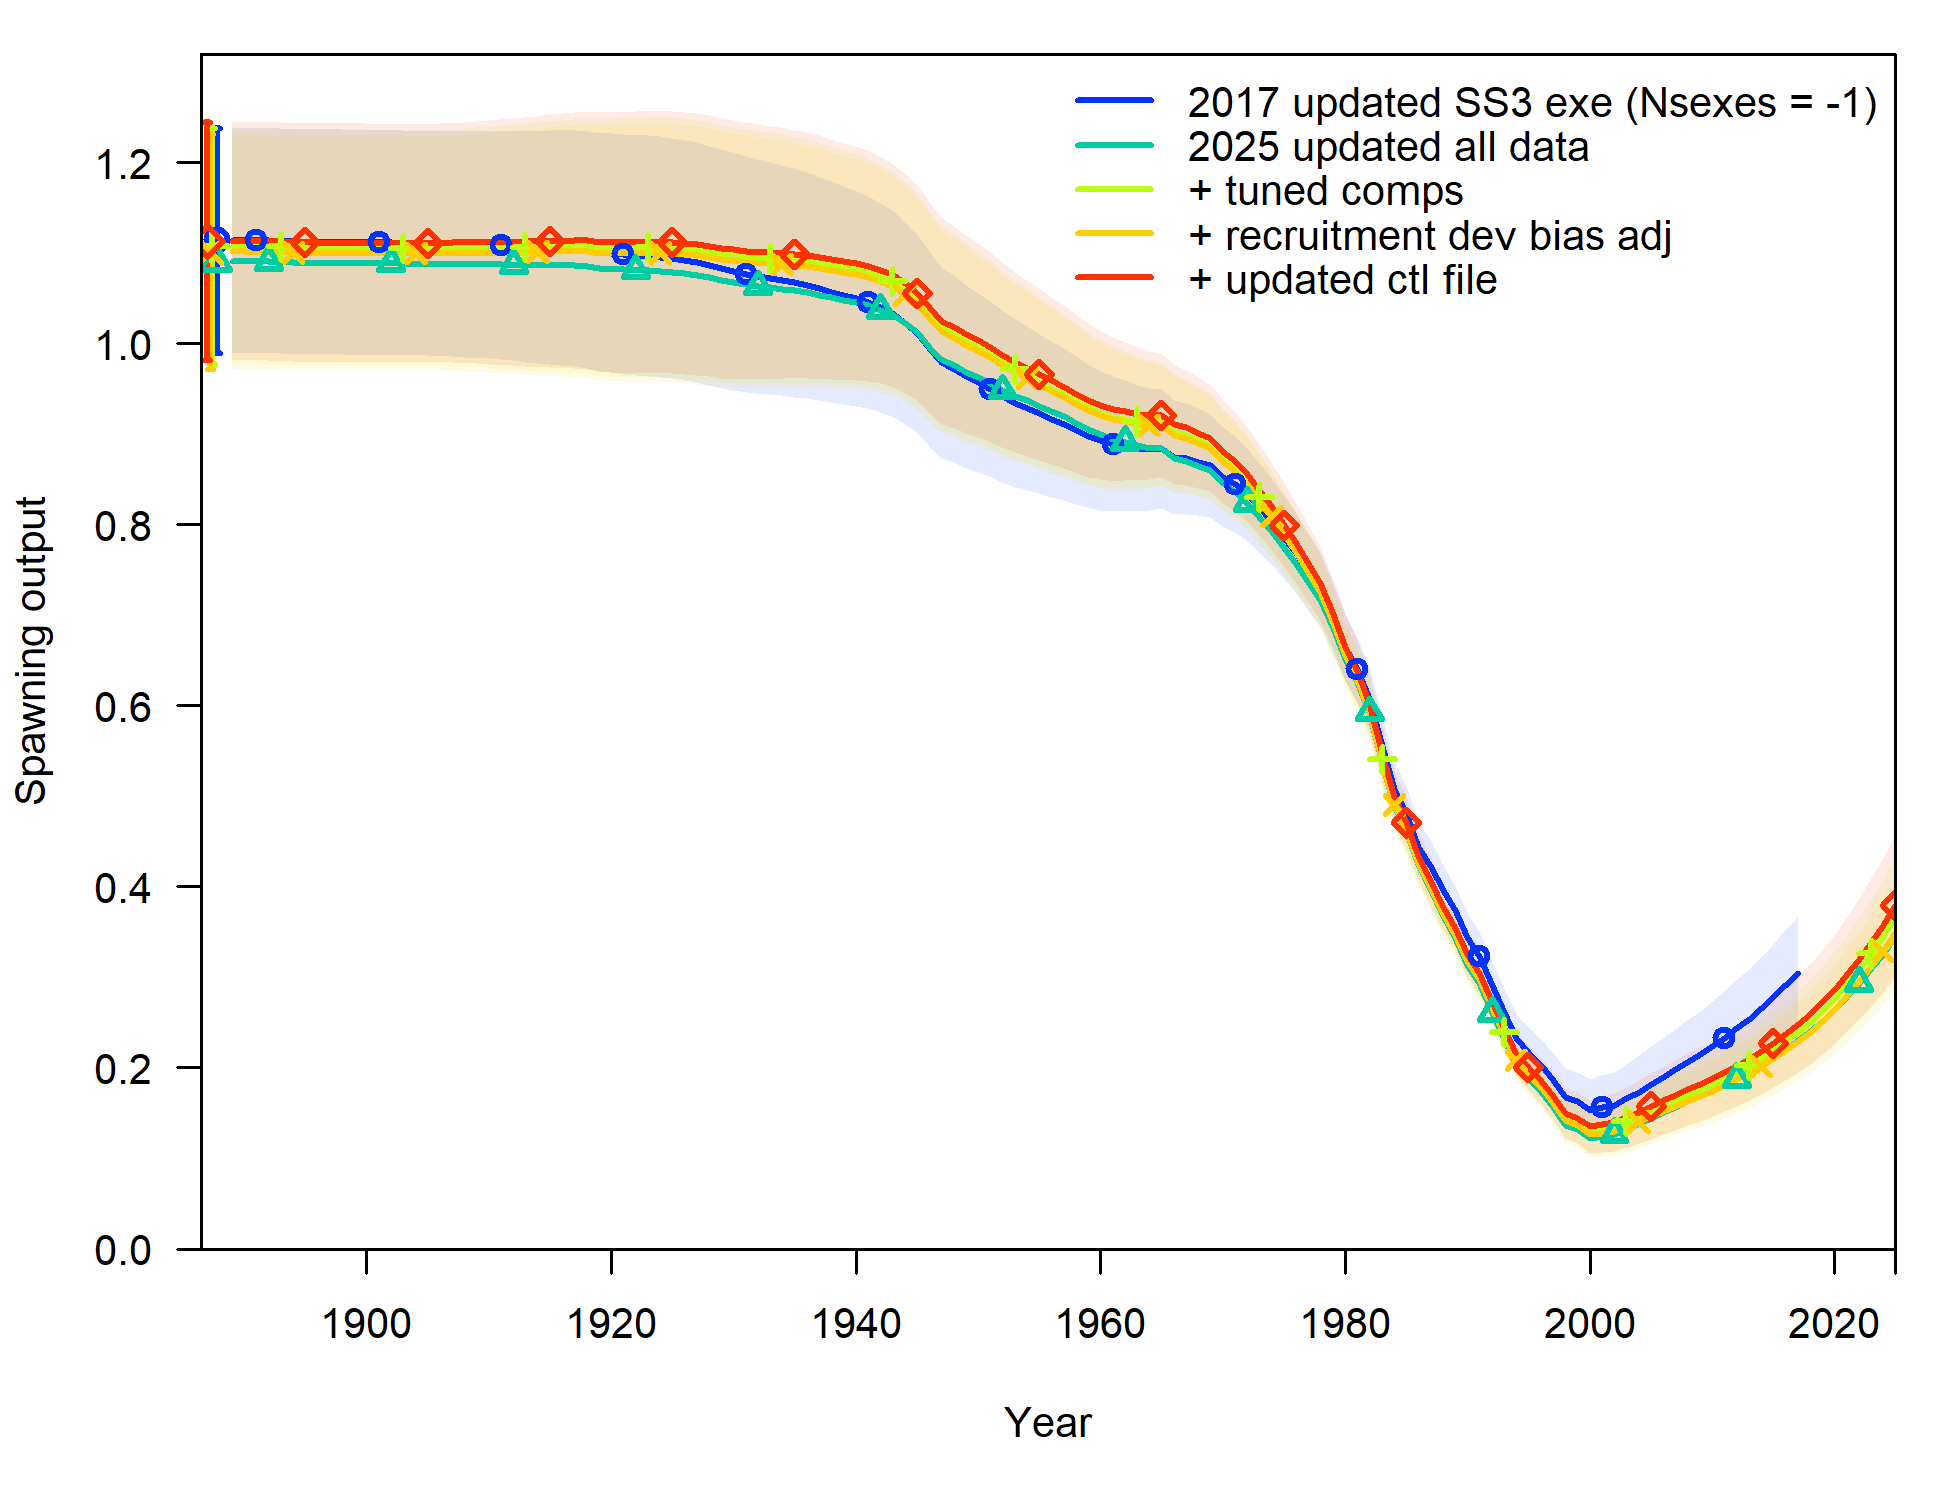 2017 updated SS3 exe (Nsexes = -1)
2025 updated all data
+ tuned comps
+ recruitment dev bias adj
+ updated ctl file
Spawning output
1.2
1.0
0.8
0.6
0.4
0.2
0.0
1900 1920 1940 1960 1980 2000 2020
Year